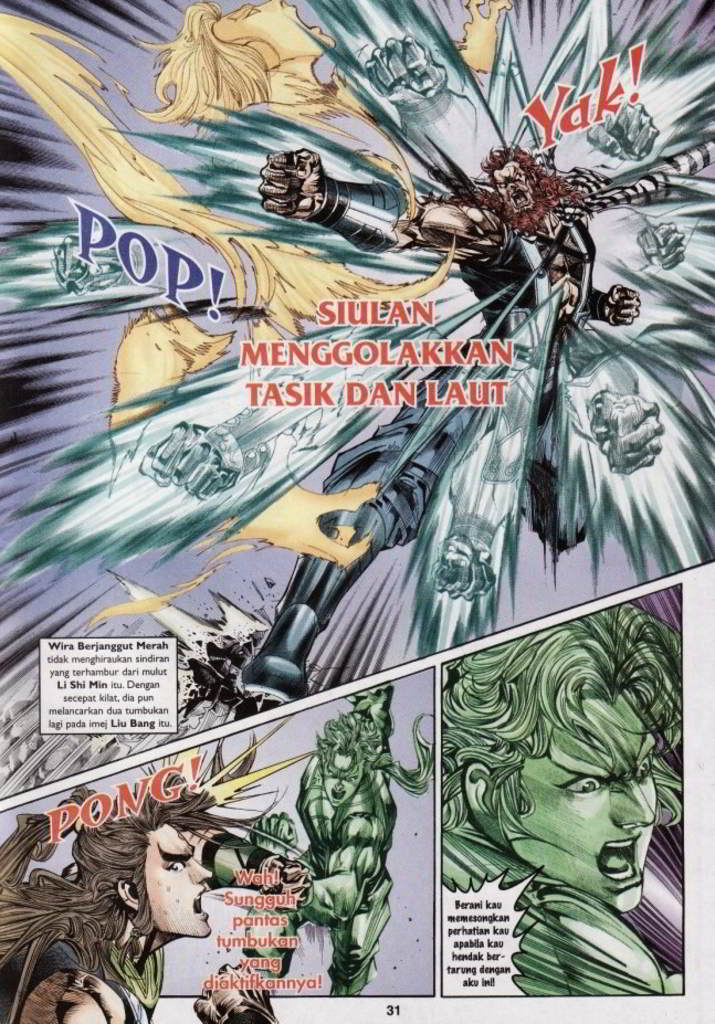 Yak!
POP!
SIULAN
MENGGOLAKKAN
TASIK DAN LAUT
Wira Berjanggut Merah
tidak menghiraukan sindiran
yang terhambur dari mulut
Li Shi Min itu. Dengan
secepat kilat, dia pun
melancarkan dua tumbukan
lagi pada imej Liu Bang itu.
PONG!
Wah!
Sungguh
pantas
tumbukan
yang
diaktifkannya!
Berani kau
memesongkan
perhatian kau
apabila kau
hendak ber-
tarung dengan
aku ini!
31